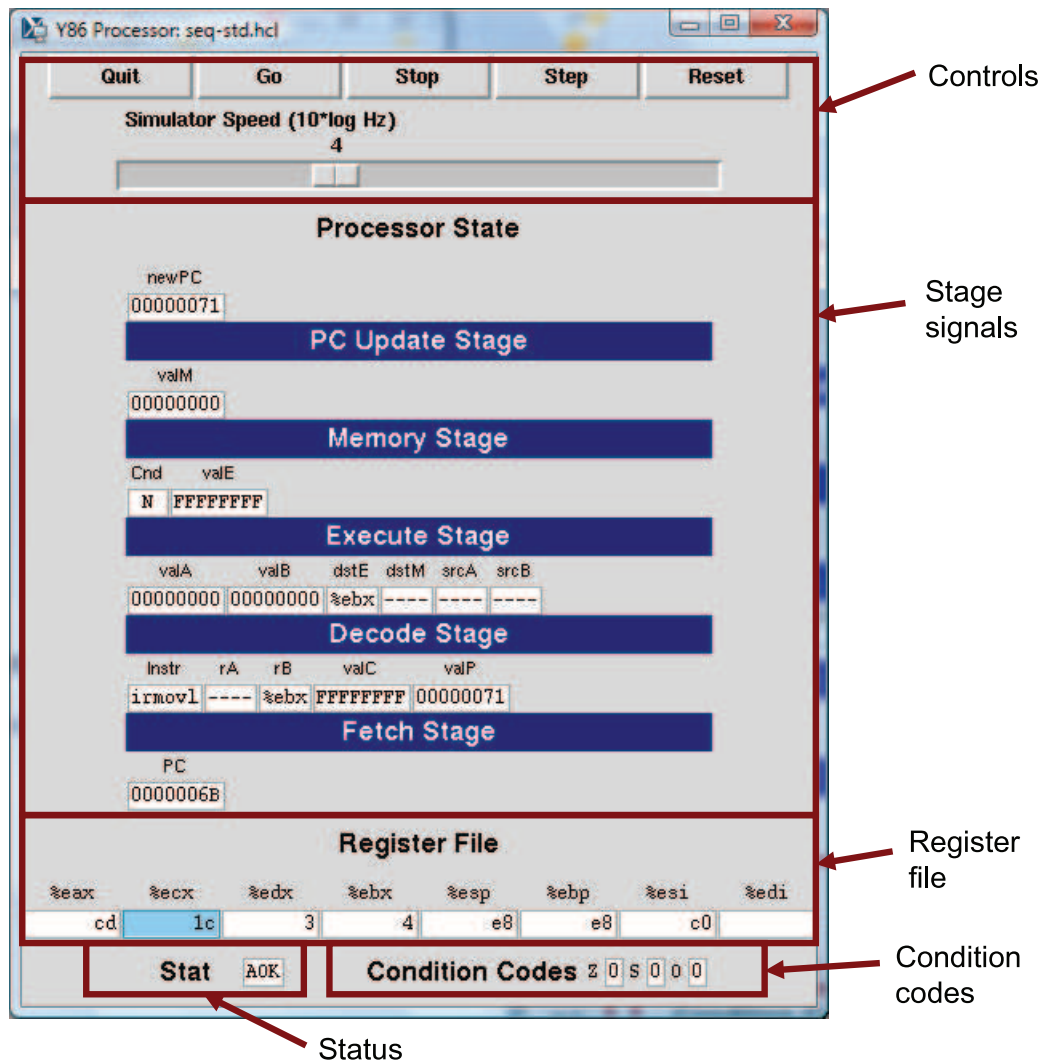 Y86 Processor: seq-std.hcl
Quit Go Stop Step Reset
Controls
Simulator Speed (10*log Hz)
4
Processor State
newPC
00000071
Stage
signals
PC Update Stage
valM
00000000
Memory Stage
Cnd valE
N FFFFFFFF
Execute Stage
valA valB dstE dstM srcA srcB
00000000 00000000 %ebx ---- ---- ----
Decode Stage
Instr rA rB valC valP
irmovl ---- %ebx FFFFFFFF 00000071
Fetch Stage
PC
0000006B
Register File
Register
file
%eax %ecx %edx %ebx %esp %ebp %esi %edi
cd 1c 3 4 e8 e8 c0
Stat AOK Condition Codes Z 0 S 0 0 0
Condition
codes
Status